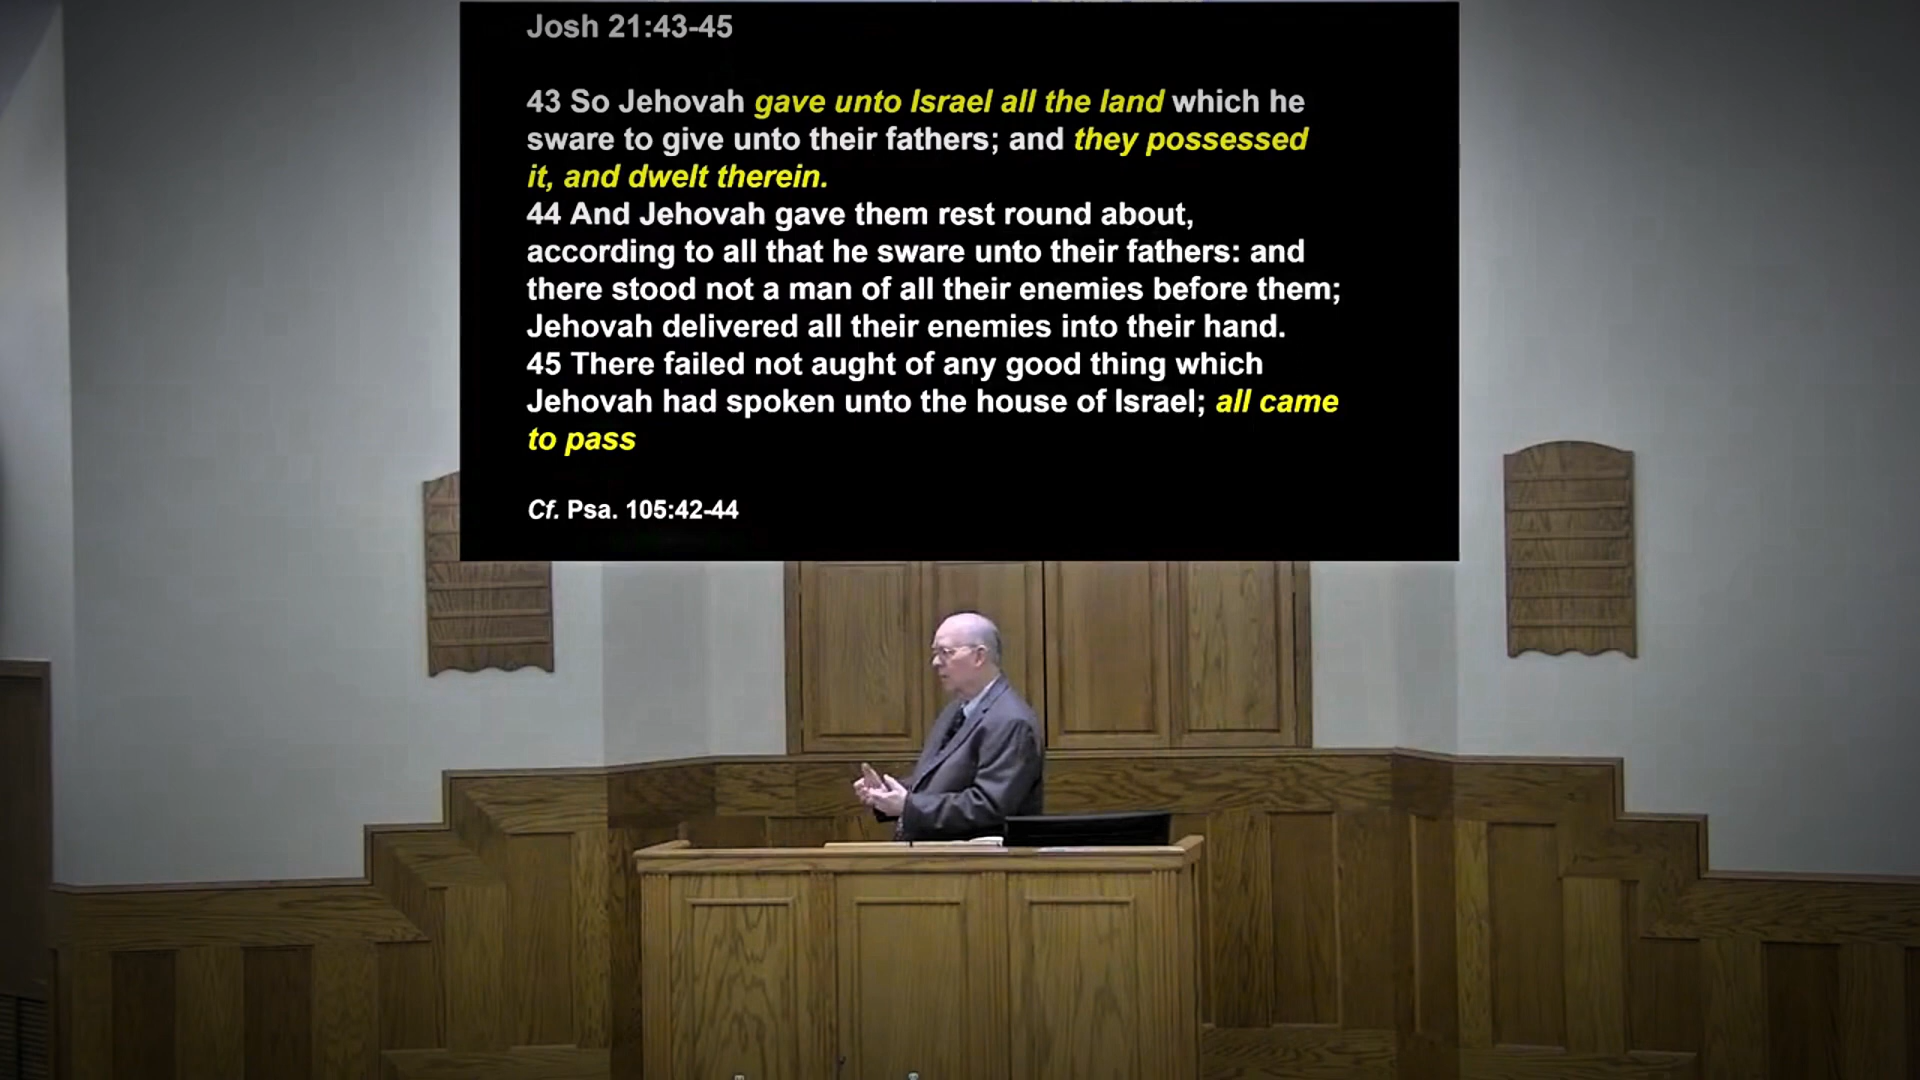 Josh 21:43-45
43 So Jehovah gave unto Israel all the land which he
sware to give unto their fathers; and they possessed
it, and dwelt therein.
44 And Jehovah gave them rest round about,
according to all that he sware unto their fathers: and
there stood not a man of all their enemies before them;
Jehovah delivered all their enemies into their hand.
45 There failed not aught of any good thing which
Jehovah had spoken unto the house of Israel; all came
to pass
Cf. Psa. 105:42-44